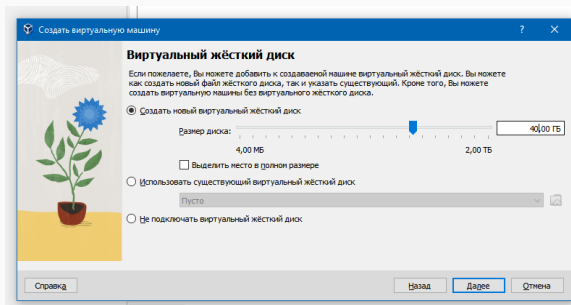 Создать виртуальную машину
Виртуальный жёсткий диск
Если пожелаете, Вы можете добавить к создаваемой машине виртуальный жёсткий диск. Вы можете
как создать новый файл жёсткого диска, так и указать существующий. Кроме того, Вы можете
создать виртуальную машины без виртуального жёсткого диска.
Создать новый виртуальный жёсткий диск
Размер диска:
40,00 ГБ
4,00 МБ
2,00 ТБ
Выделить место в полном размере
Использовать существующий виртуальный жёсткий диск
Пусто
Не подключать виртуальный жёсткий диск
Справка
Назад
Далее
Отмена